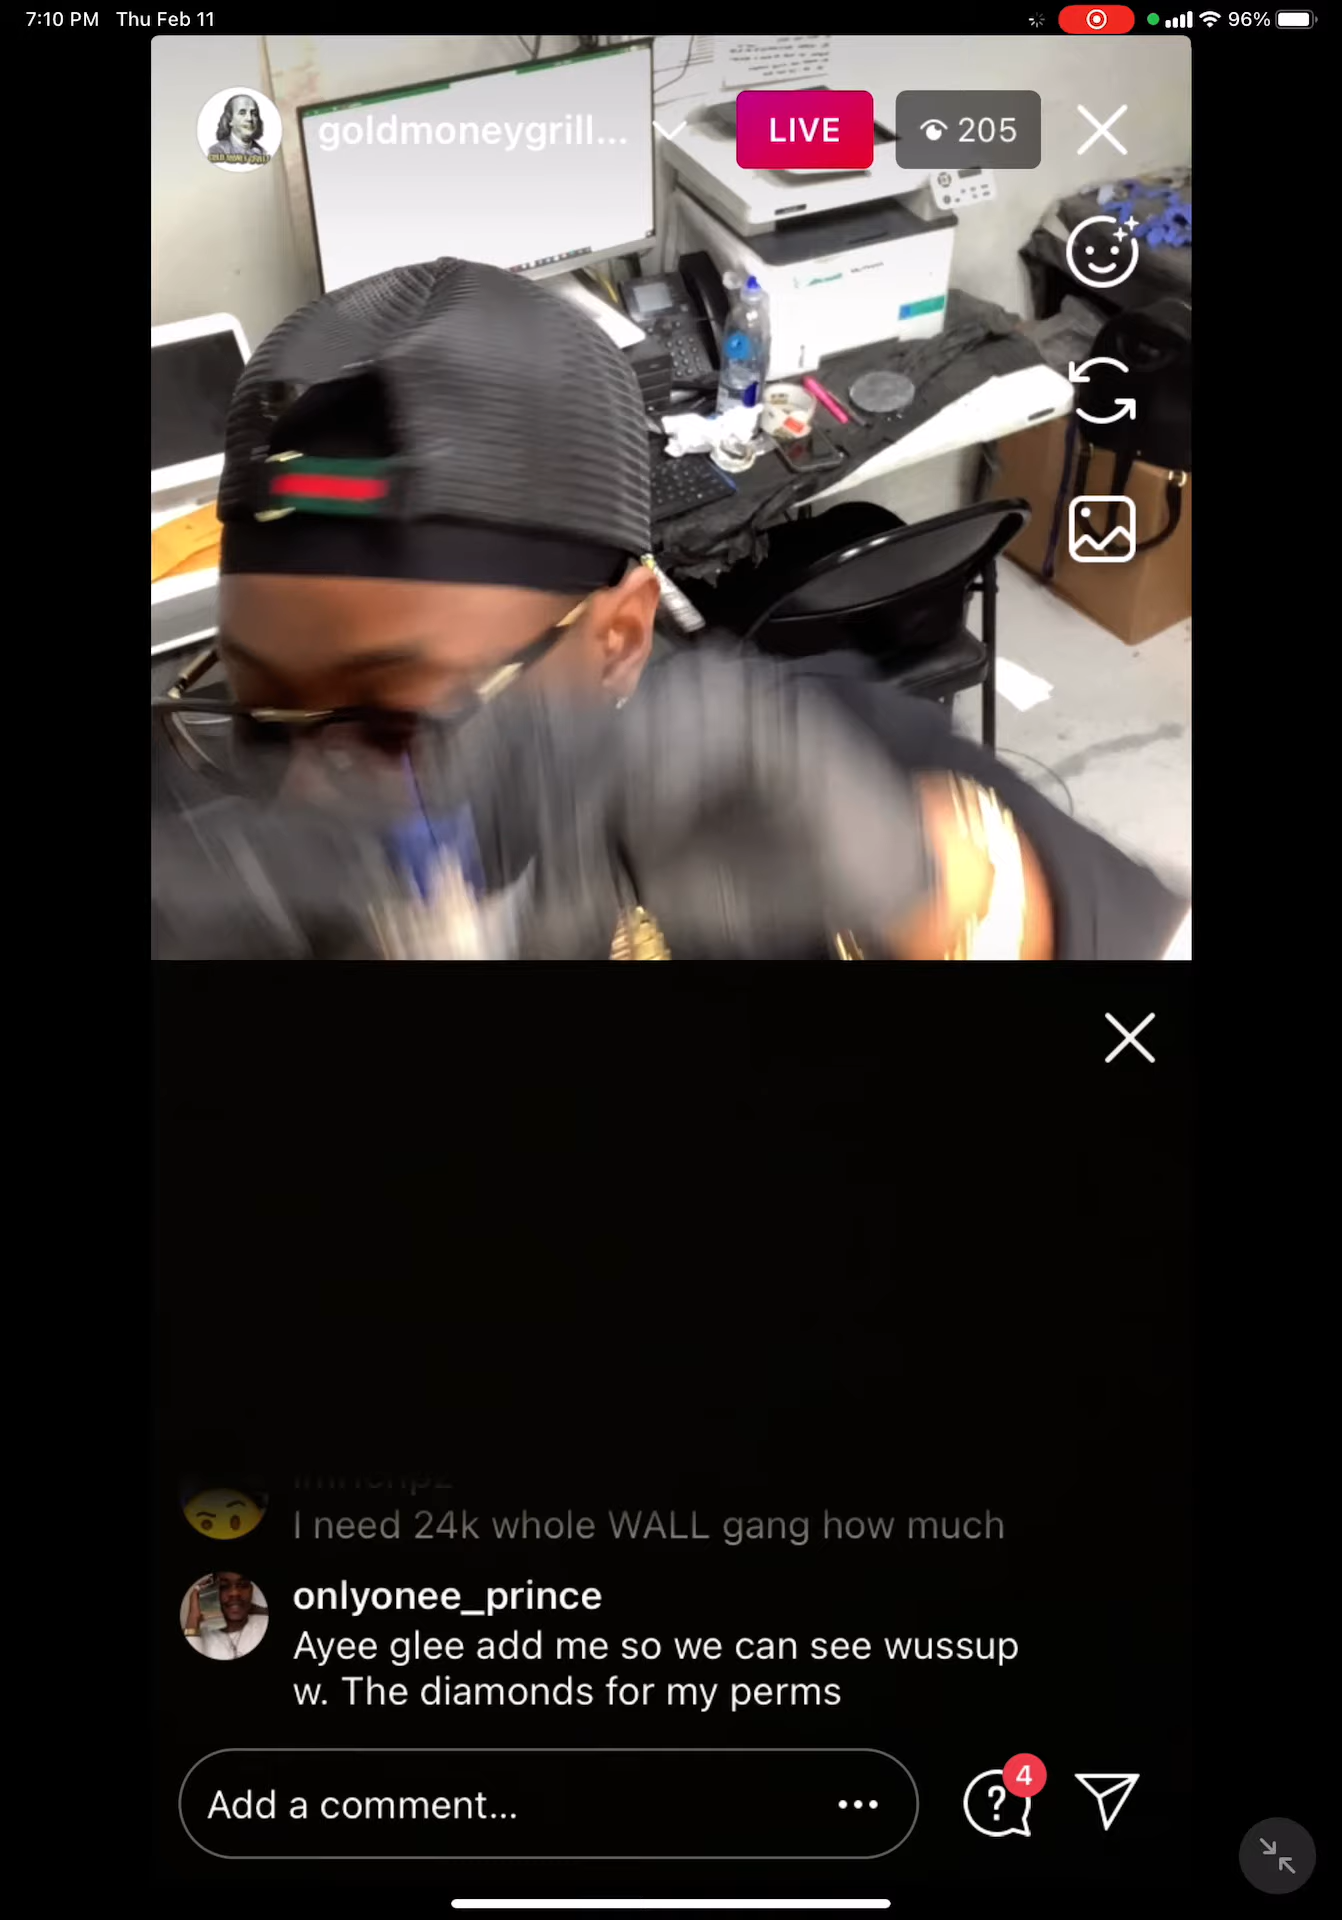 7:10 PM Thu Feb 11
96%
goldmoneygrill...
LIVE
205
I need 24k whole WALL gang how much
onlyonee_prince
Ayee glee add me so we can see wussup
w. The diamonds for my perms
Add a comment...
4